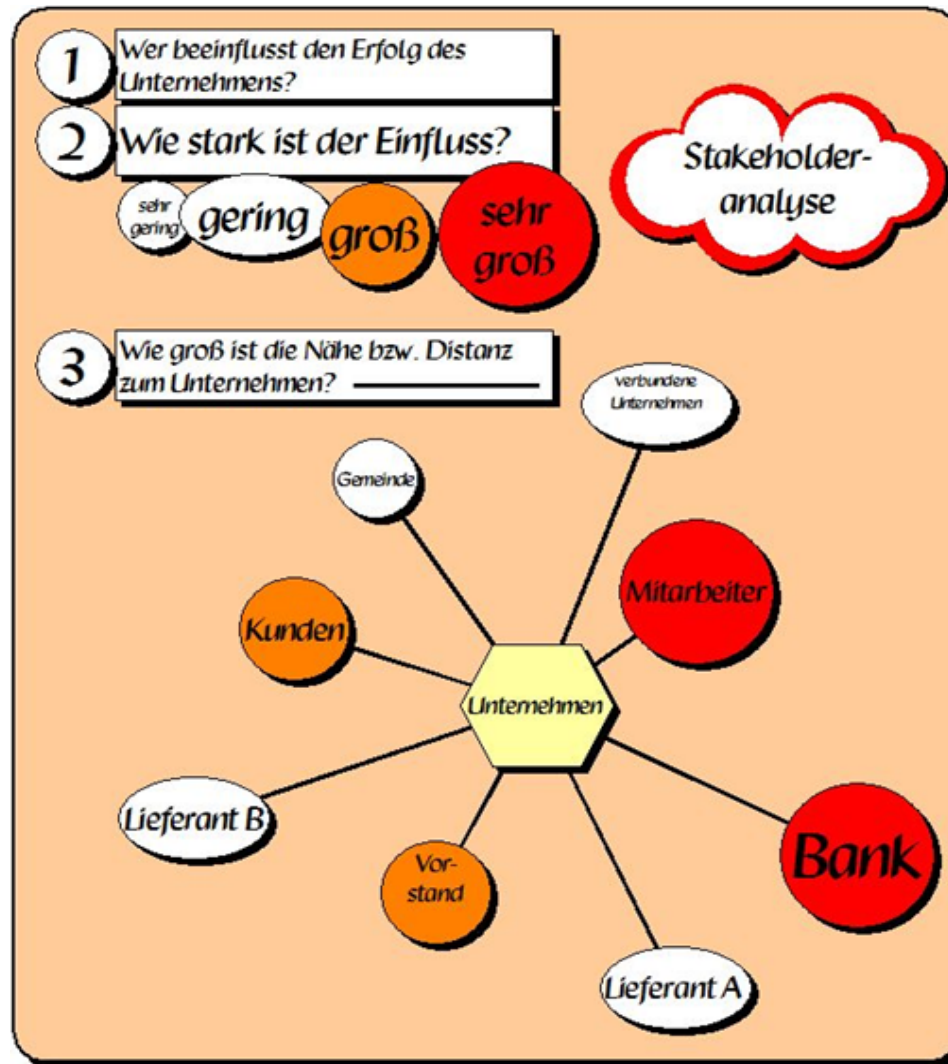 1
Wer beeinflusst den Erfolg des
Unternehmens?
2
Wie stark ist der Einfluss?
sehr
gering
gering
groß
sehr
groß
Stakeholder-
analyse
3
Wie groß ist die Nähe bzw. Distanz
zum Unternehmen?
verbundene
Unternehmen
Gemeinde
Mitarbeiter
Kunden
Unternehmen
Lieferant B
Vor-
stand
Bank
Lieferant A